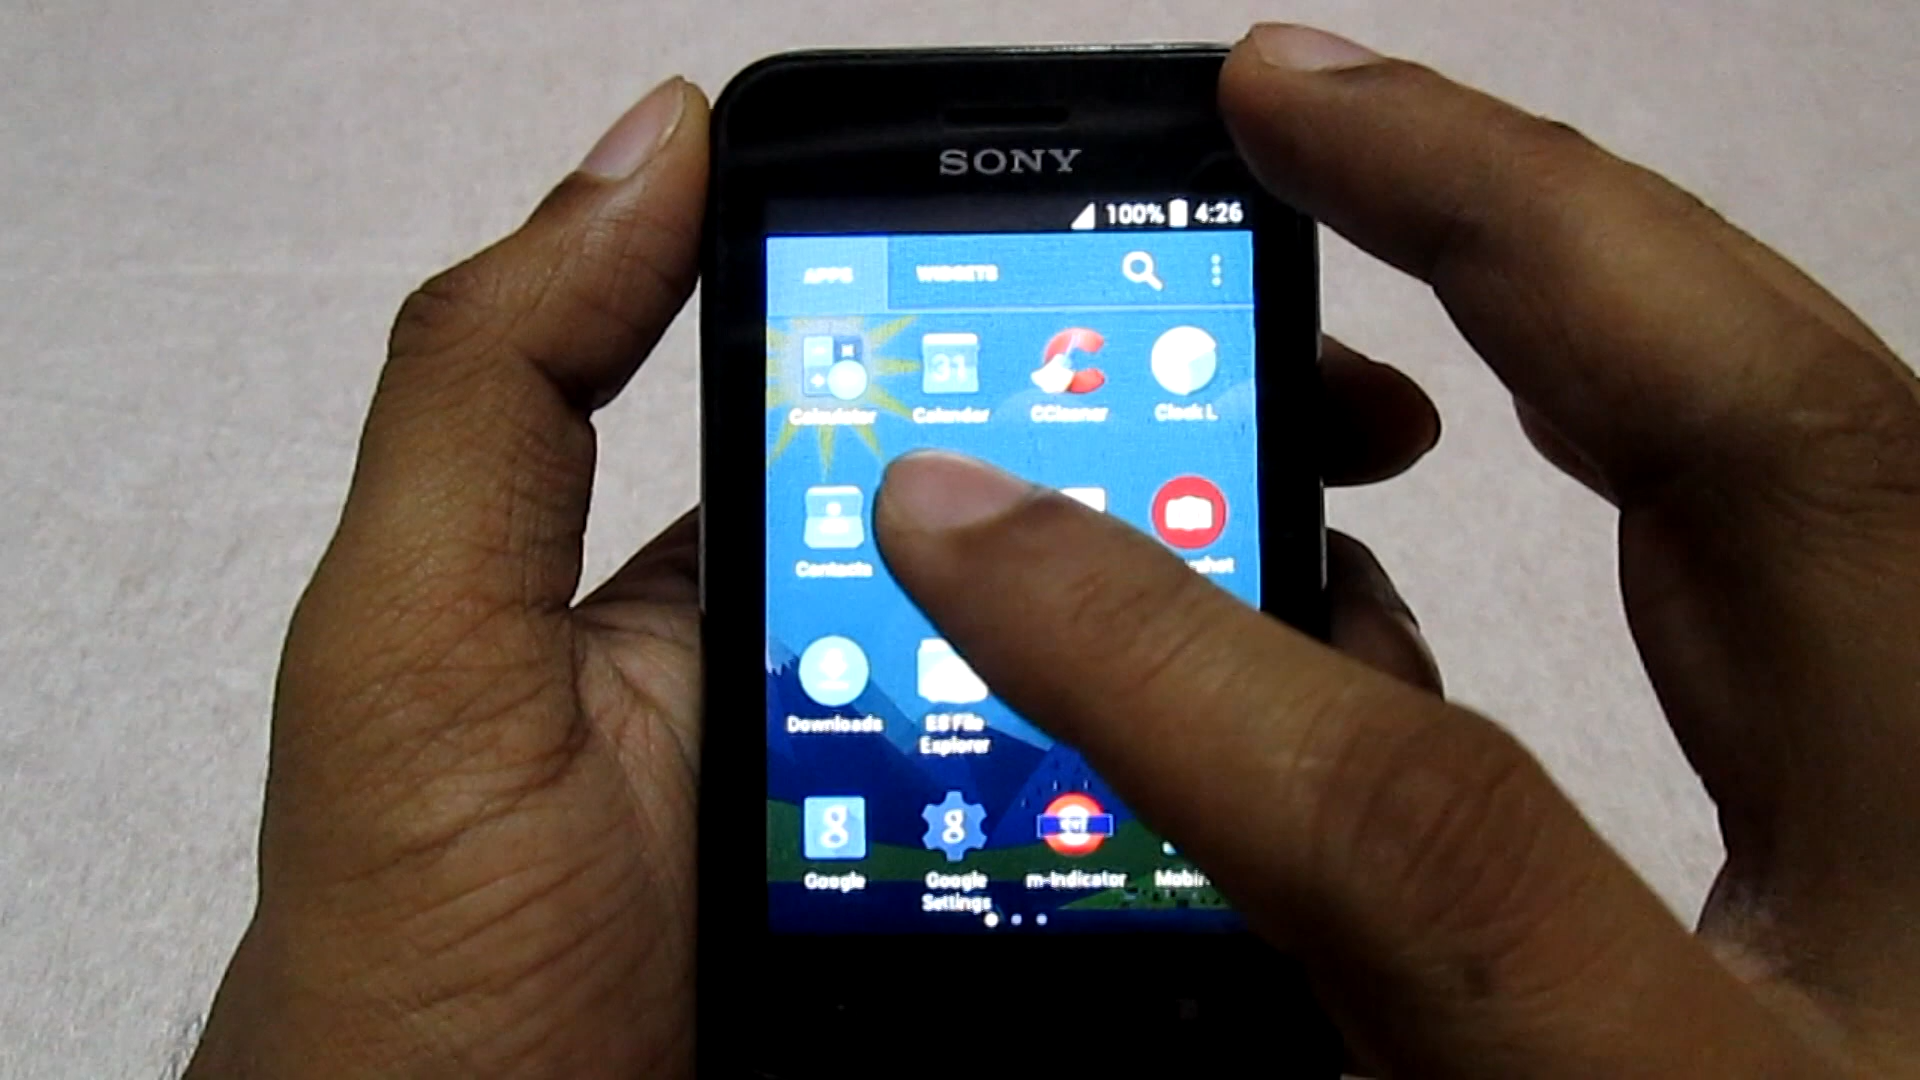 SONY
100% 4:26
APPS WIDGETS
31
Calculator Calendar CCleaner Clock L
Contacts
Downloads ES File
Explorer
g g
Google Google m-Indicator
Settings